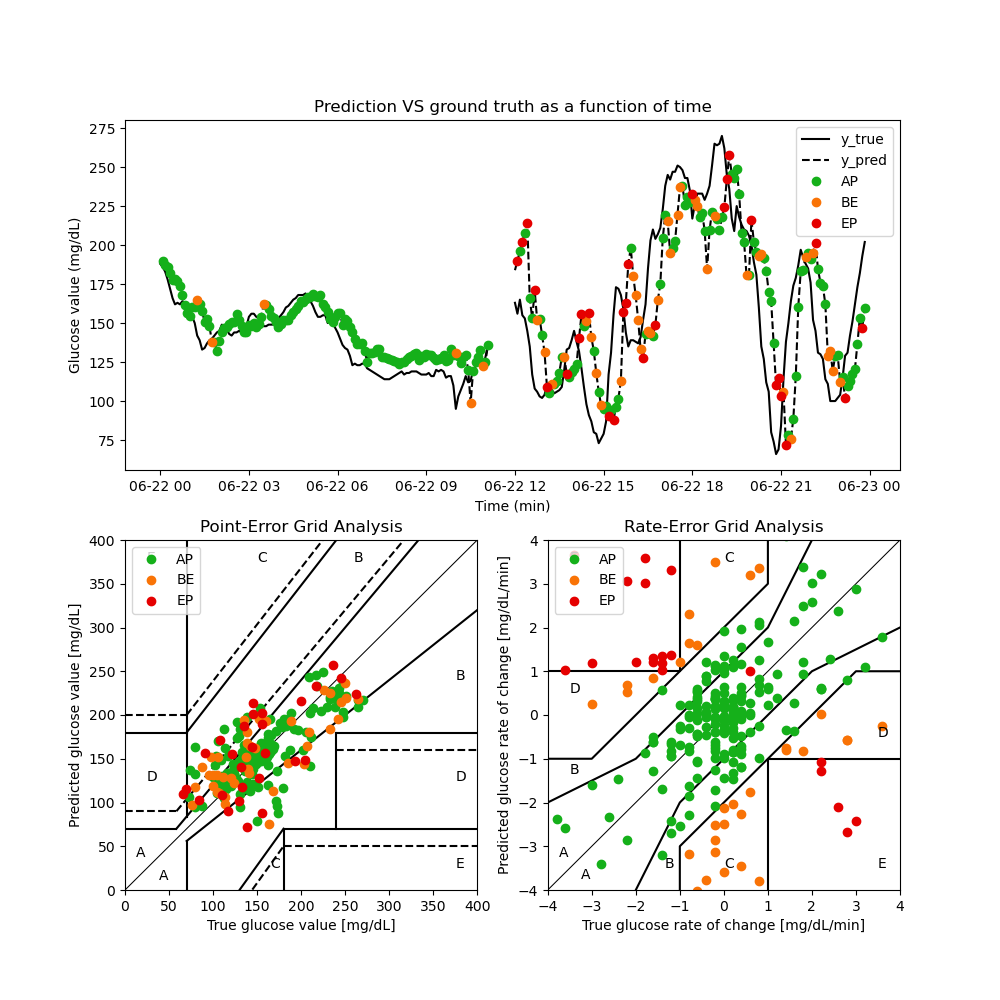 Prediction VS ground truth as a function of time
275
250
225
200
175
150
125
100
75
Glucose value (mg/dL)
y_true
y_pred
AP
BE
EP
06-22 00 06-22 03 06-22 06 06-22 09 06-22 12 06-22 15 06-22 18 06-22 21 06-23 00
Time (min)
Point-Error Grid Analysis
400
350
300
250
200
150
100
50
0
Predicted glucose value [mg/dL]
AP
BE
EP
C
B
B
D
D
A
A
C
E
0 50 100 150 200 250 300 350 400
True glucose value [mg/dL]
Rate-Error Grid Analysis
4
3
2
1
0
−1
−2
−3
−4
Predicted glucose rate of change [mg/dL/min]
AP
BE
EP
C
D
D
B
A
A
B
C
E
−4 −3 −2 −1 0 1 2 3 4
True glucose rate of change [mg/dL/min]